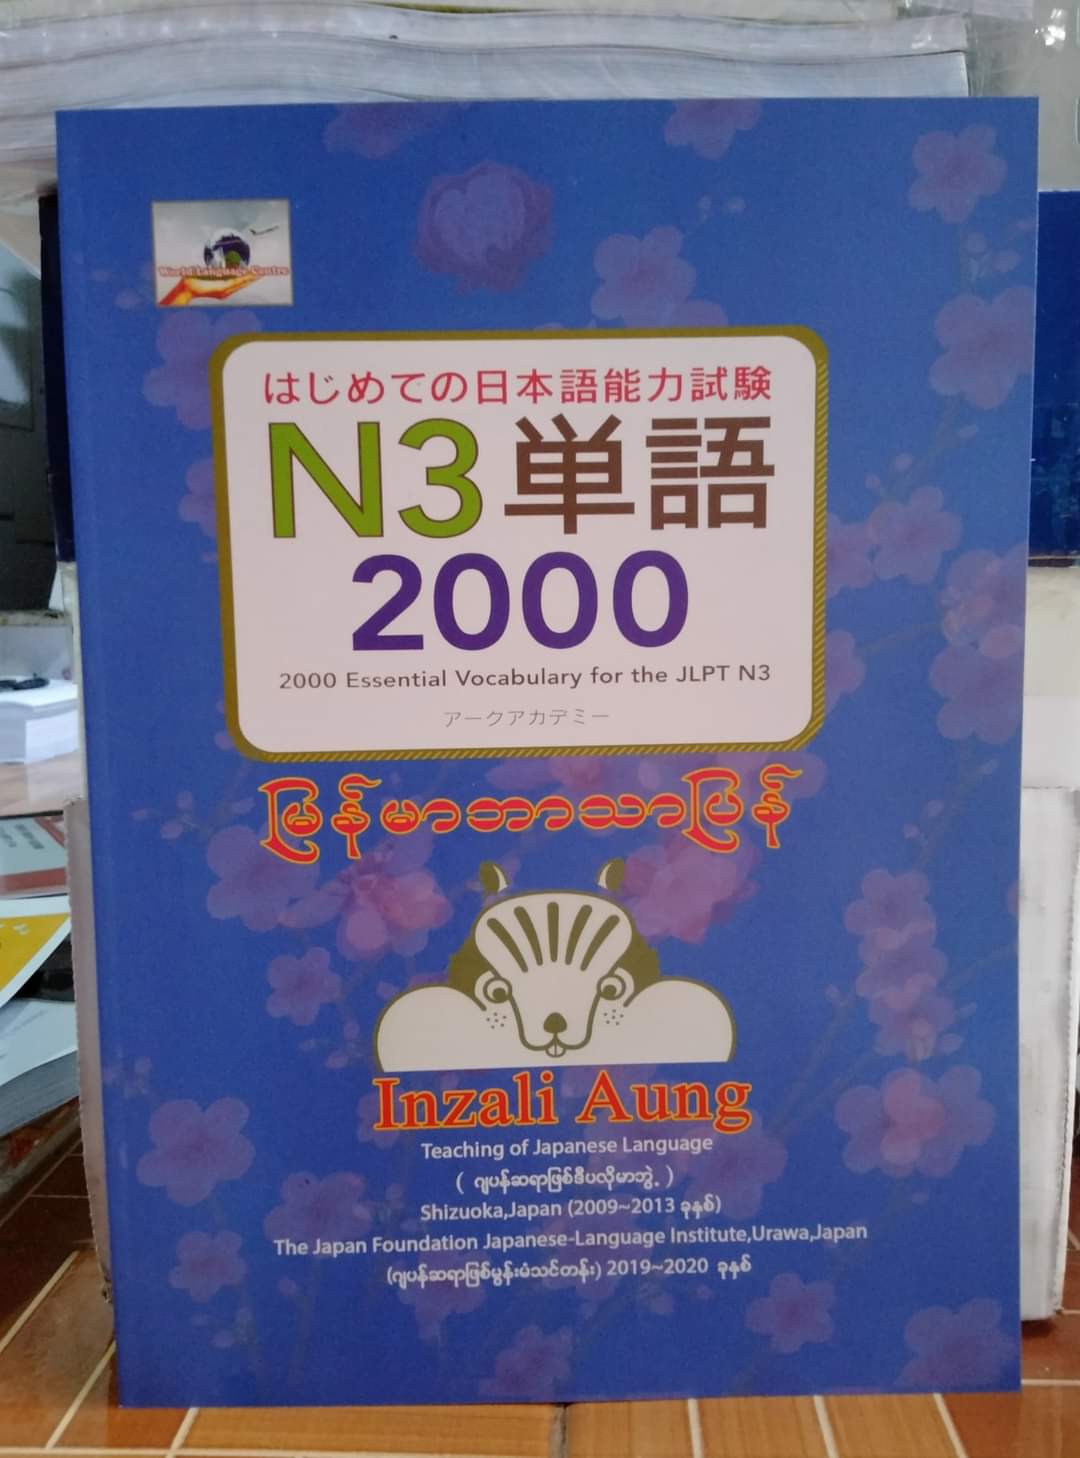 World Language Centre
はじめての日本語能力試験
N3単語
2000
2000 Essential Vocabulary for the JLPT N3
アークアカデミー
မြန်မာဘာသာပြန်
Inzali Aung
Teaching of Japanese Language
( ဂျပန်ဆရာဖြစ်ဒီပလိုမာဘွဲ့ )
Shizuoka,Japan (2009~2013 ခုနှစ်)
The Japan Foundation Japanese-Language Institute,Urawa,Japan
(ဂျပန်ဆရာဖြစ်မွမ်းမံသင်တန်း) 2019~2020 ခုနှစ်